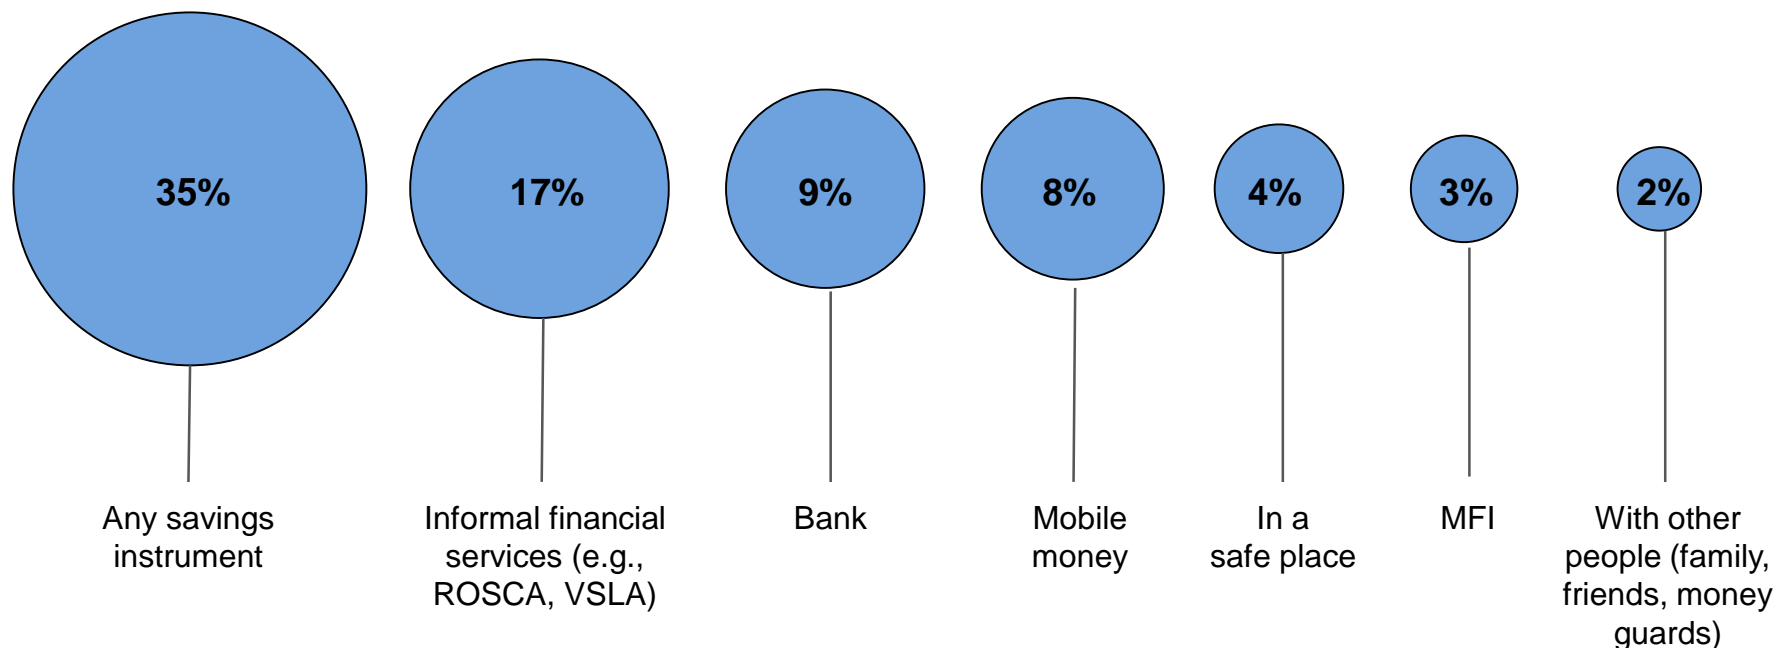 35%
17%
9%
8%
4%
3%
2%
Any savings
instrument
Informal financial
services (e.g.,
ROSCA, VSLA)
Bank
Mobile
money
In a
safe place
MFI
With other
people (family,
friends, money
guards)